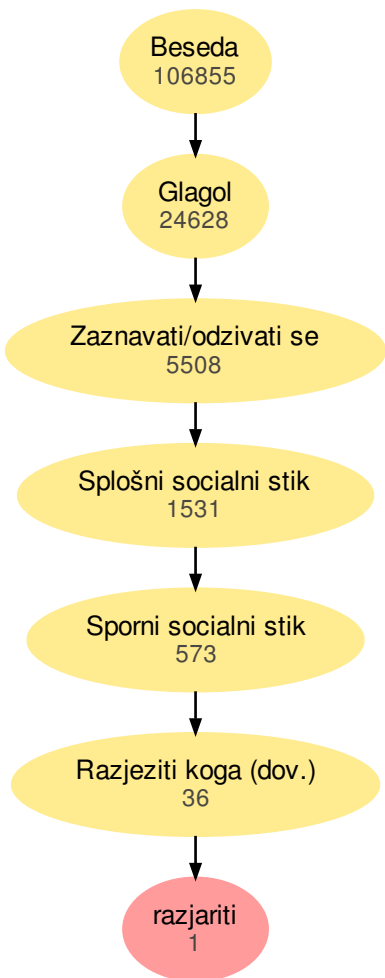 Beseda
106855
Glagol
24628
Zaznavati/odzivati se
5508
Splošni socialni stik
1531
Sporni socialni stik
573
Razjeziti koga (dov.)
36
razjariti
1